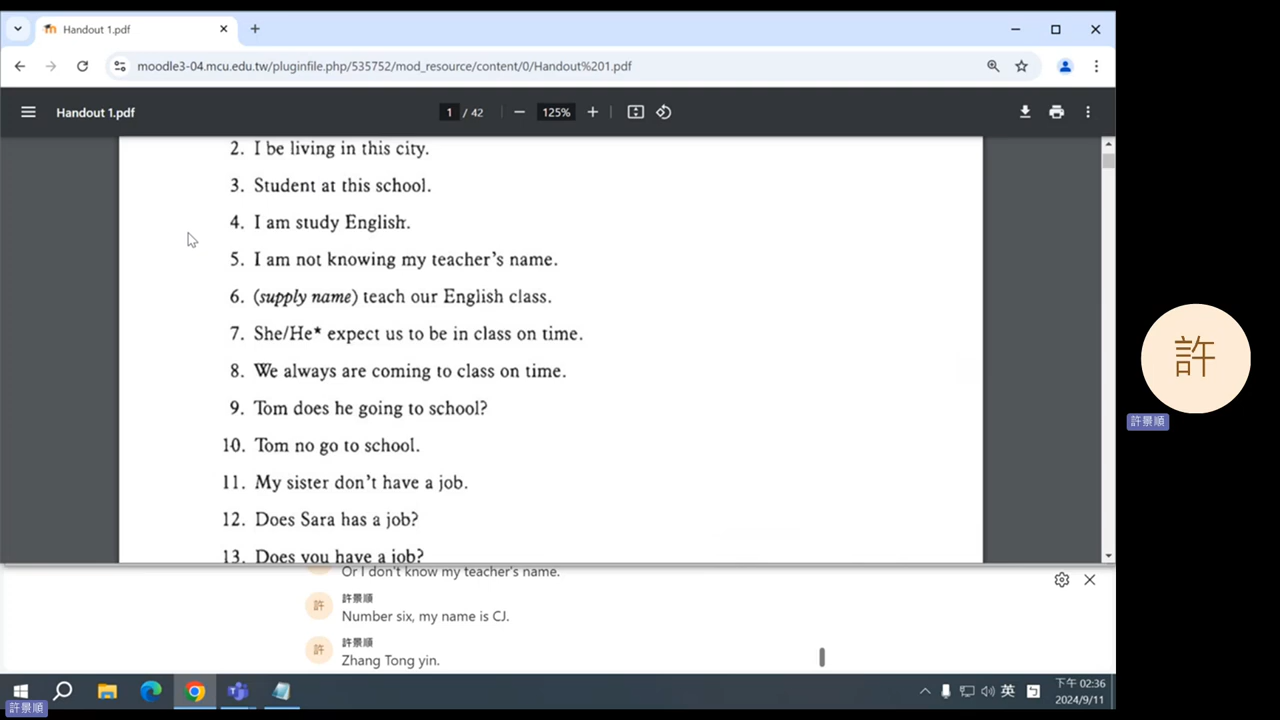 Handout 1.pdf
moodle3-04.mcu.edu.tw/pluginfile.php/535752/mod_resource/content/0/Handout%201.pdf
Handout 1.pdf
1 / 42
125%
2. I be living in this city.
3. Student at this school.
4. I am study English.
5. I am not knowing my teacher's name.
6. (supply name) teach our English class.
7. She/He* expect us to be in class on time.
8. We always are coming to class on time.
9. Tom does he going to school?
10. Tom no go to school.
11. My sister don't have a job.
12. Does Sara has a job?
13. Does you have a job?
Or I don't know my teacher's name.
許 許景順
Number six, my name is CJ.
許 許景順
Zhang Tong yin.
許
許景順
英
下午 02:36
2024/9/11
許景順